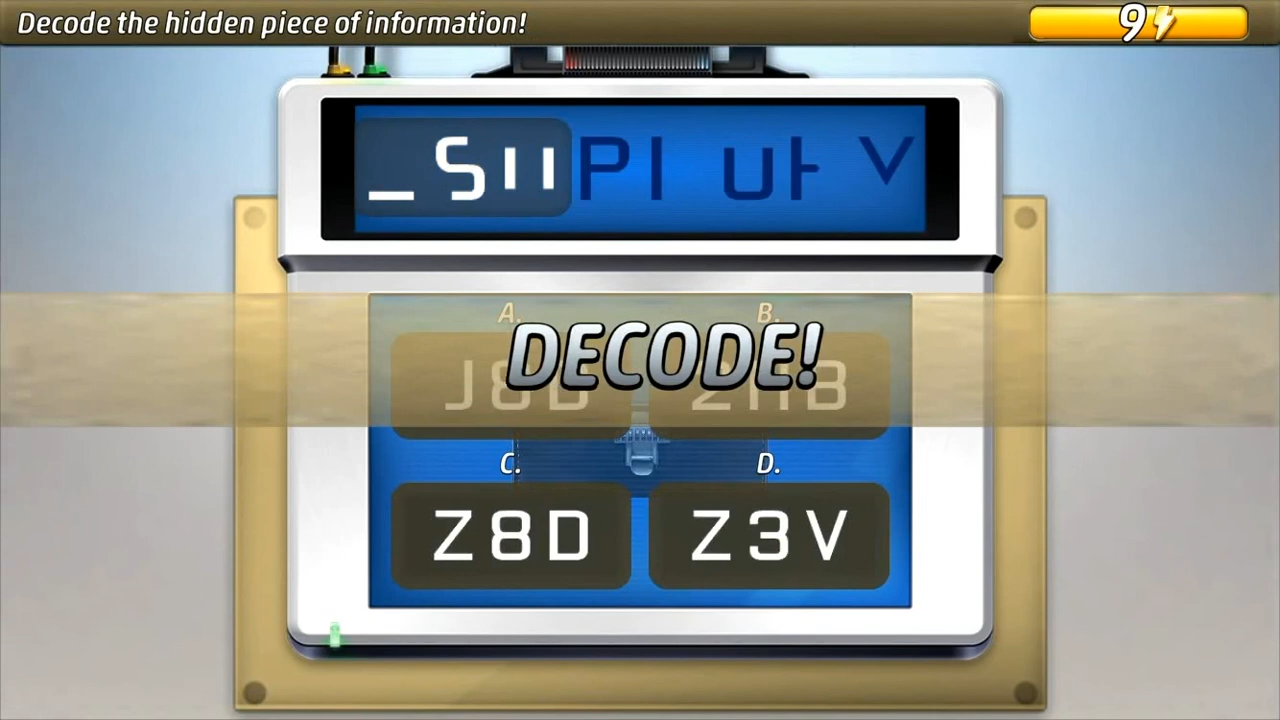 Decode the hidden piece of information!
9
A.
B.
DECODE!
C.
D.
Z8D
Z3V